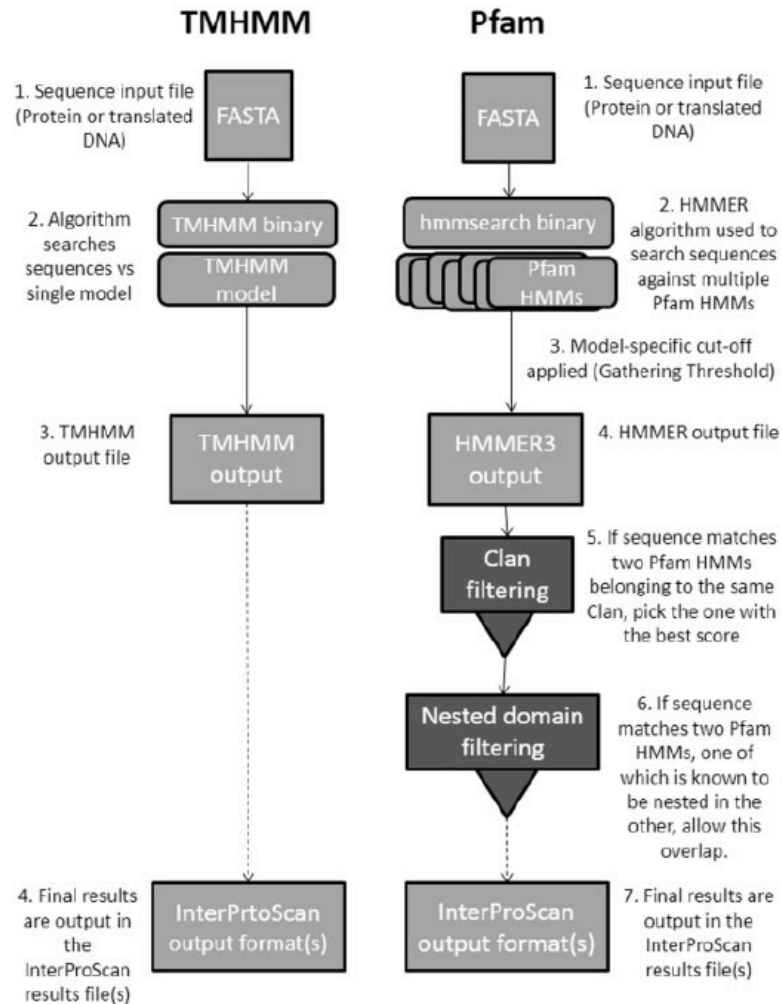 TMHMM
1. Sequence input file
(Protein or translated
DNA)
FASTA
2. Algorithm
searches
sequences vs
single model
TMHMM binary
TMHMM
model
3. TMHMM
output file
TMHMM
output
4. Final results
are output in
the
InterProScan
results file(s)
InterPrtoScan
output format(s)
Pfam
1. Sequence input file
(Protein or translated
DNA)
FASTA
hmmsearch binary
Pfam
HMMs
2. HMMER
algorithm used to
search sequences
against multiple
Pfam HMMs
3. Model-specific cut-off
applied (Gathering Threshold)
HMMER3
output
4. HMMER output file
Clan
filtering
5. If sequence matches
two Pfam HMMs
belonging to the same
Clan, pick the one with
the best score
Nested domain
filtering
6. If sequence
matches two Pfam
HMMs, one of
which is known to
be nested in the
other, allow this
overlap.
InterProScan
output format(s)
7. Final results are
output in the
InterProScan
results file(s)